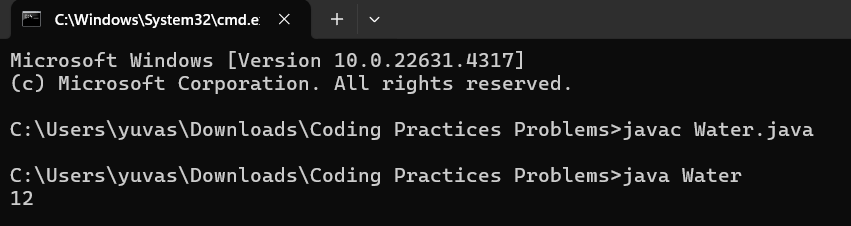 C:\Windows\System32\cmd.e
Microsoft Windows [Version 10.0.22631.4317]
(c) Microsoft Corporation. All rights reserved.
C:\Users\yuvas\Downloads\Coding Practices Problems>javac Water.java
C:\Users\yuvas\Downloads\Coding Practices Problems>java Water
12